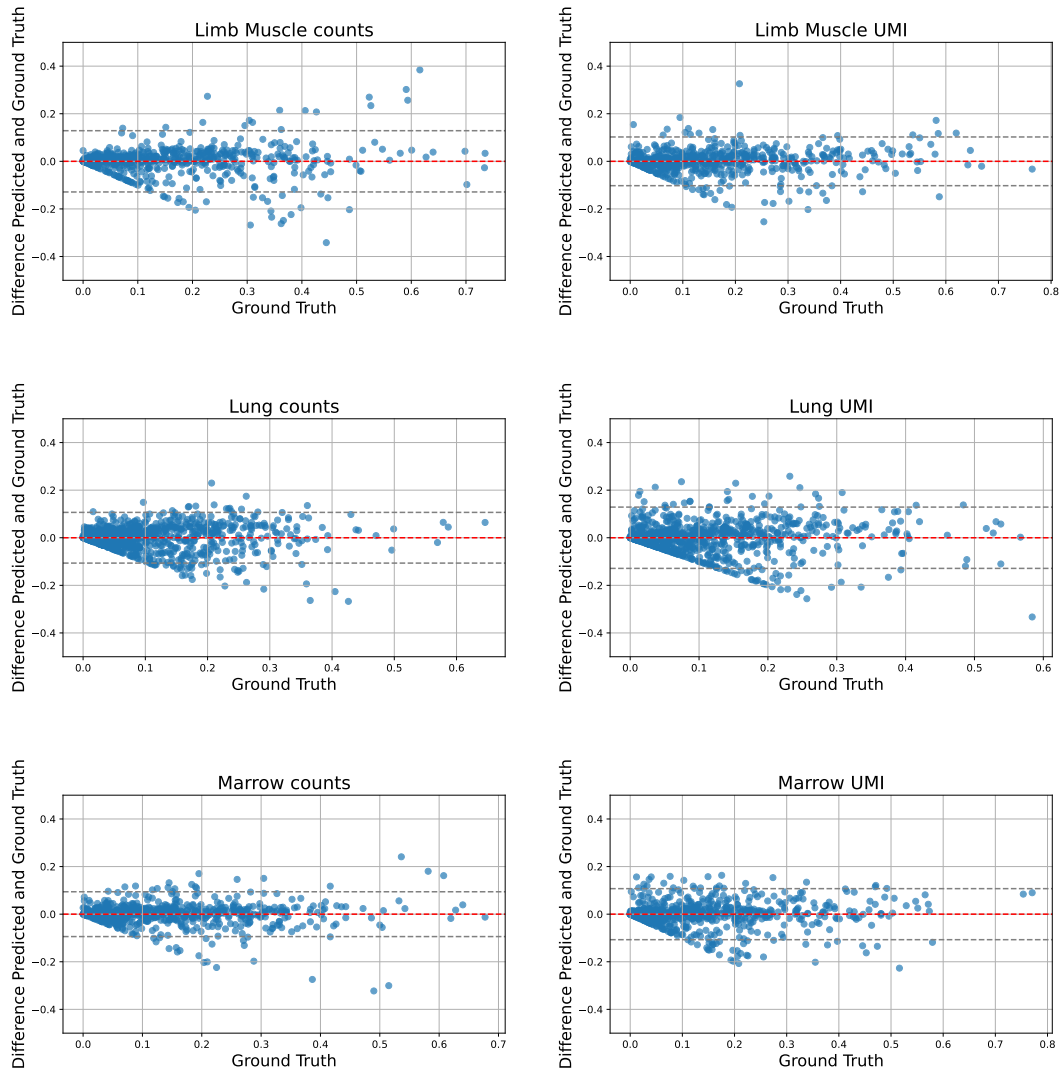 Limb Muscle counts
Difference Predicted and Ground Truth
0.4
0.2
0.0
−0.2
−0.4
0.0 0.1 0.2 0.3 0.4 0.5 0.6 0.7
Ground Truth
Limb Muscle UMI
Difference Predicted and Ground Truth
0.4
0.2
0.0
−0.2
−0.4
0.0 0.1 0.2 0.3 0.4 0.5 0.6 0.7 0.8
Ground Truth
Lung counts
Difference Predicted and Ground Truth
0.4
0.2
0.0
−0.2
−0.4
0.0 0.1 0.2 0.3 0.4 0.5 0.6
Ground Truth
Lung UMI
Difference Predicted and Ground Truth
0.4
0.2
0.0
−0.2
−0.4
0.0 0.1 0.2 0.3 0.4 0.5 0.6
Ground Truth
Marrow counts
Difference Predicted and Ground Truth
0.4
0.2
0.0
−0.2
−0.4
0.0 0.1 0.2 0.3 0.4 0.5 0.6 0.7
Ground Truth
Marrow UMI
Difference Predicted and Ground Truth
0.4
0.2
0.0
−0.2
−0.4
0.0 0.1 0.2 0.3 0.4 0.5 0.6 0.7 0.8
Ground Truth